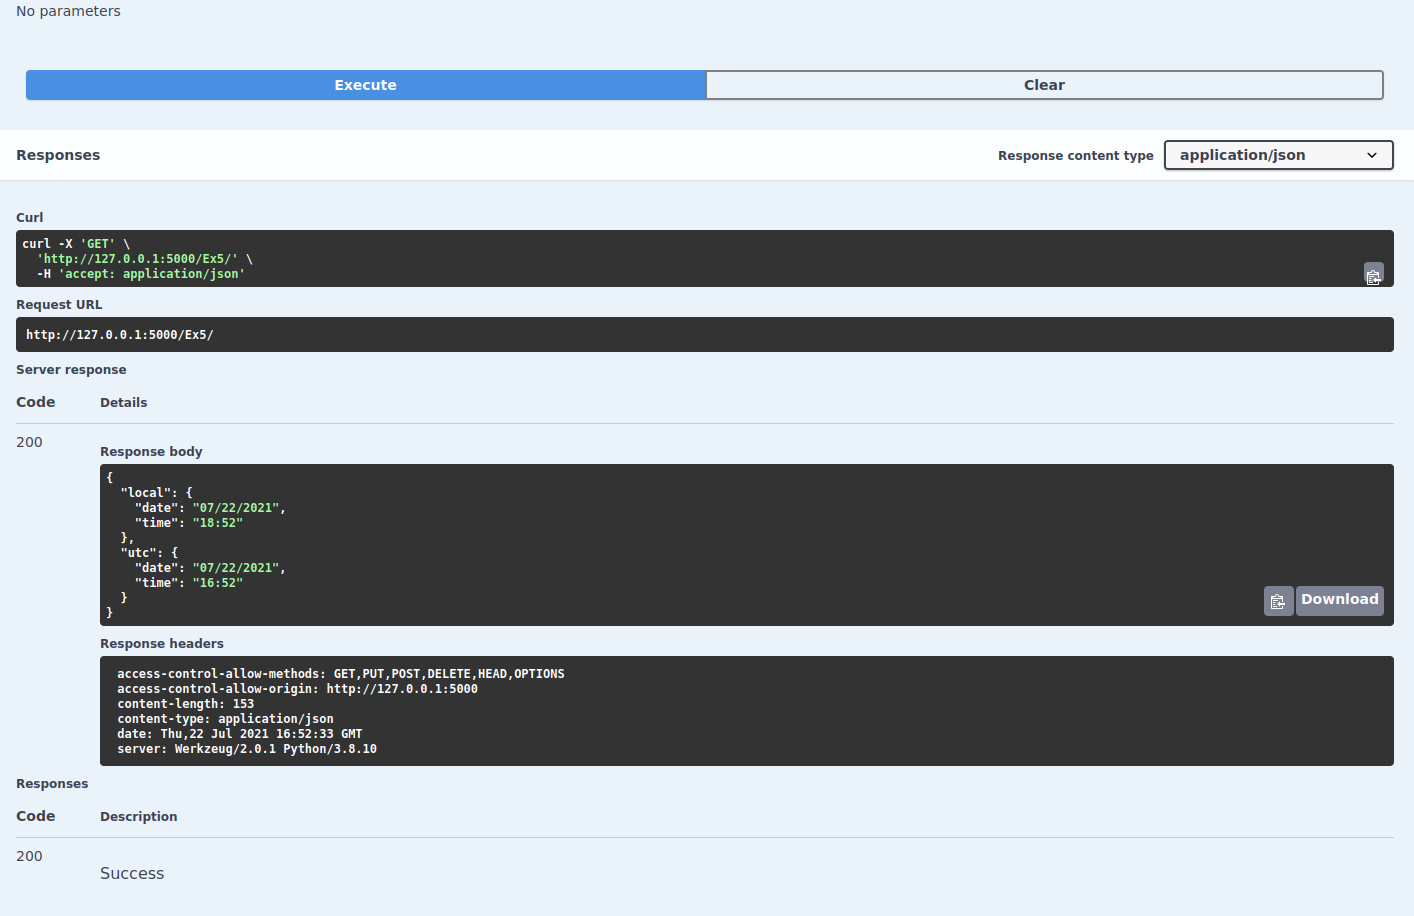 No parameters
Execute
Clear
Responses
Response content type
application/json
Curl
curl -X 'GET' \
  'http://127.0.0.1:5000/Ex5/' \
  -H 'accept: application/json'
Request URL
http://127.0.0.1:5000/Ex5/
Server response
Code Details
200
Response body
{
  "local": {
    "date": "07/22/2021",
    "time": "18:52"
  },
  "utc": {
    "date": "07/22/2021",
    "time": "16:52"
  }
}
Download
Response headers
access-control-allow-methods: GET,PUT,POST,DELETE,HEAD,OPTIONS
access-control-allow-origin: http://127.0.0.1:5000
content-length: 153
content-type: application/json
date: Thu,22 Jul 2021 16:52:33 GMT
server: Werkzeug/2.0.1 Python/3.8.10
Responses
Code Description
200
Success